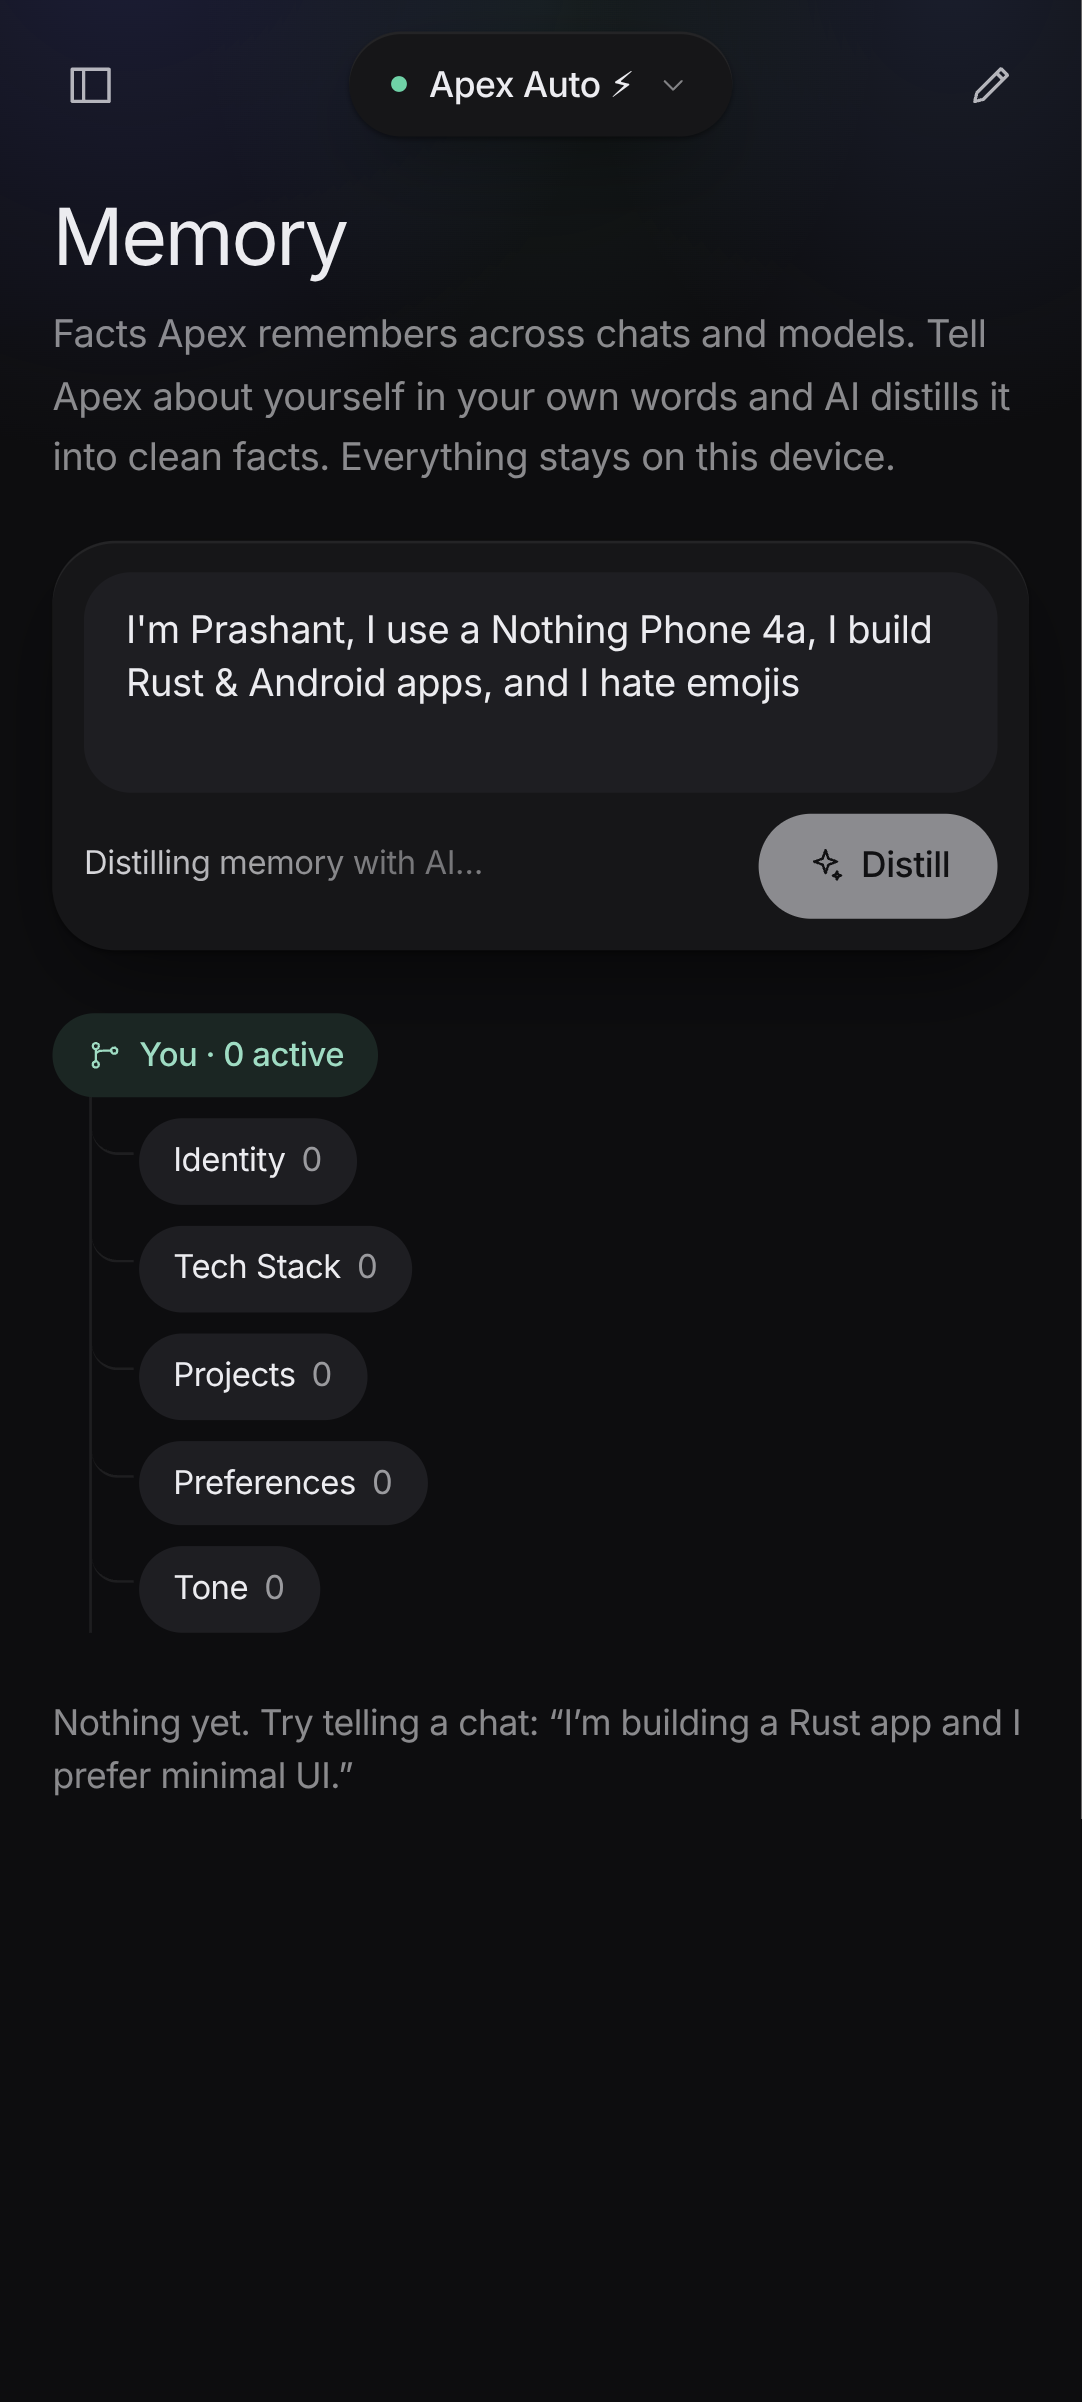 Apex Auto ⚡
Memory
Facts Apex remembers across chats and models. Tell
Apex about yourself in your own words and AI distills it
into clean facts. Everything stays on this device.
I'm Prashant, I use a Nothing Phone 4a, I build
Rust & Android apps, and I hate emojis
Distilling memory with AI...
Distill
You · 0 active
Identity 0
Tech Stack 0
Projects 0
Preferences 0
Tone 0
Nothing yet. Try telling a chat: “I’m building a Rust app and I
prefer minimal UI.”